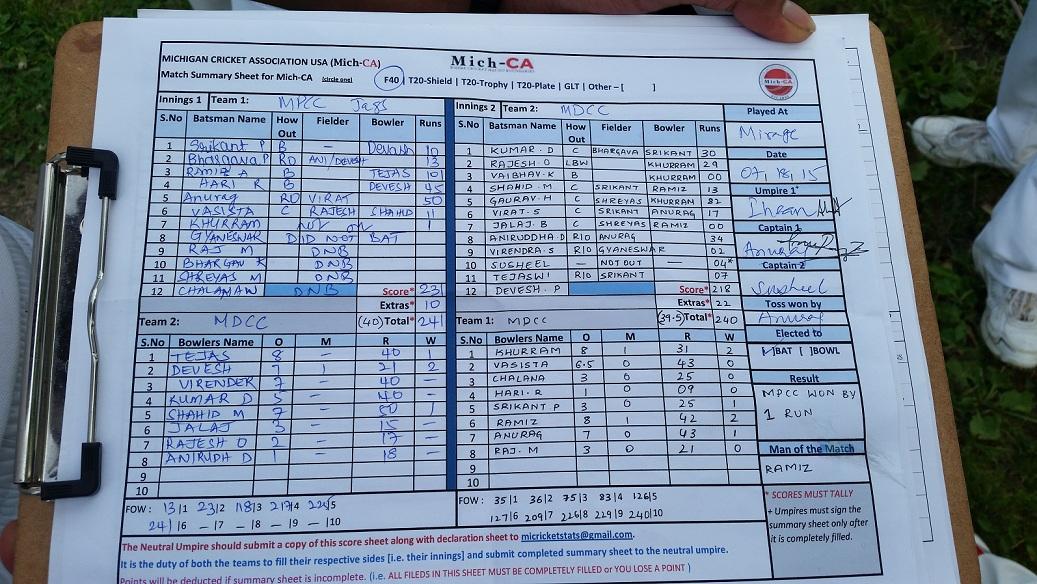 MICHIGAN CRICKET ASSOCIATION USA (Mich-CA)
Mich-CA
Match Summary Sheet for Mich-CA (circle one) F40 | T20-Shield | T20-Trophy | T20-Plate | GLT | Other – [ ]
Innings 1 Team 1: MPCC Jags
S.No Batsman Name How Out Fielder Bowler Runs
1 Srikant P B – Devash 10
2 Bhargava P RO ANI/DEVESH 13
3 RAMIZ A B TEJAS 101
4 HARI R B DEVESH 45
5 Anurag RO VIRAT 50
6 VASISTA C RAJESH SHAHID 11
7 KHURRAM NOT 1
8 GYANESWAR DID NOT BAT
9 RAJ M DNB
10 BHARGAV K DNB
11 SHREYAS M DNB
12 CHALAMAN DNB Score* 231
Extras* 10
Team 2: MDCC (40) Total* 241
S.No Bowlers Name O M R W
1 TEJAS 8 – 40 1
2 DEVESH 7 1 21 2
3 VIRENDER 7 – 40 –
4 KUMAR D 5 – 40 –
5 SHAHID M 7 – 50 1
6 JALAJ 3 – 15 –
7 RAJESH O 2 – 17 –
8 ANIRUDH D 1 – 18 –
9
10
FOW : 13/1 23/2 118/3 217/4 225/5
241/6 – /7 – /8 – /9 – /10
Innings 2 Team 2: MDCC
S.No Batsman Name How Out Fielder Bowler Runs
1 KUMAR. D C BHARGAVA SRIKANT 30
2 RAJESH. O LBW KHURRAM 29
3 VAIBHAV. K B KHURRAM 00
4 SHAHID. M C SRIKANT RAMIZ 13
5 GAURAV. H C SHREYAS KHURRAM 82
6 VIRAT. S C SRIKANT ANURAG 17
7 JALAJ. B C SHREYAS RAMIZ 00
8 ANIRUDDHA. D R|O ANURAG 34
9 VIRENDRA. S R|O GYANESWAR 02
10 SUSHEEL — NOT OUT — 04*
11 TEJASWI R|O SRIKANT 07
12 DEVESH. P Score* 218
Extras* 22
Team 1: MDCC (39.5) Total* 240
S.No Bowlers Name O M R W
1 KHURRAM 8 1 31 2
2 VASISTA 6.5 0 43 0
3 CHALANA 3 0 25 0
4 HARI. R 1 0 09 0
5 SRIKANT P 3 0 25 1
6 RAMIZ 8 1 42 2
7 ANURAG 7 0 43 1
8 RAJ. M 3 0 21 0
9
10
FOW : 35/1 36/2 75/3 83/4 126/5
127/6 209/7 226/8 229/9 240/10
Played At
Mirage
Date
07, 18, 15
Umpire 1*
Captain 1
Anurag
Captain 2
Susheel
Toss won by
Anurag
Elected to
[ ]BAT [ ]BOWL
Result
MPCC WON BY
1 RUN
Man of the Match
RAMIZ
* SCORES MUST TALLY
+ Umpires must sign the
summary sheet only after
it is completely filled.
The Neutral Umpire should submit a copy of this score sheet along with declaration sheet to micricketstats@gmail.com.
It is the duty of both the teams to fill their respective sides [i.e. their innings] and submit completed summary sheet to the neutral umpire.
Points will be deducted if summary sheet is incomplete. (i.e. ALL FILEDS IN THIS SHEET MUST BE COMPLETELY FILLED or YOU LOSE A POINT )